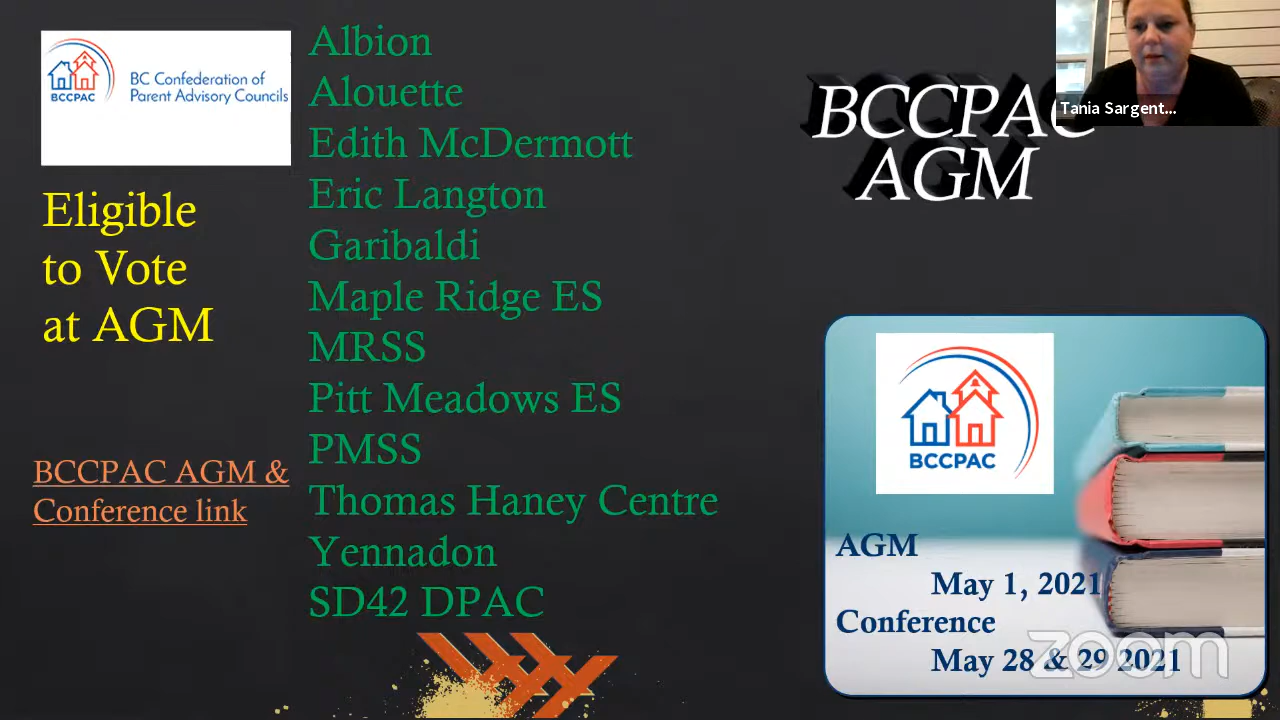 BCCPAC
BC Confederation of
Parent Advisory Councils
Eligible
to Vote
at AGM
BCCPAC AGM &
Conference link
Albion
Alouette
Edith McDermott
Eric Langton
Garibaldi
Maple Ridge ES
MRSS
Pitt Meadows ES
PMSS
Thomas Haney Centre
Yennadon
SD42 DPAC
BCCPAC
AGM
Tania Sargent...
BCCPAC
AGM
May 1, 2021
Conference
May 28 & 29 2021
zoom